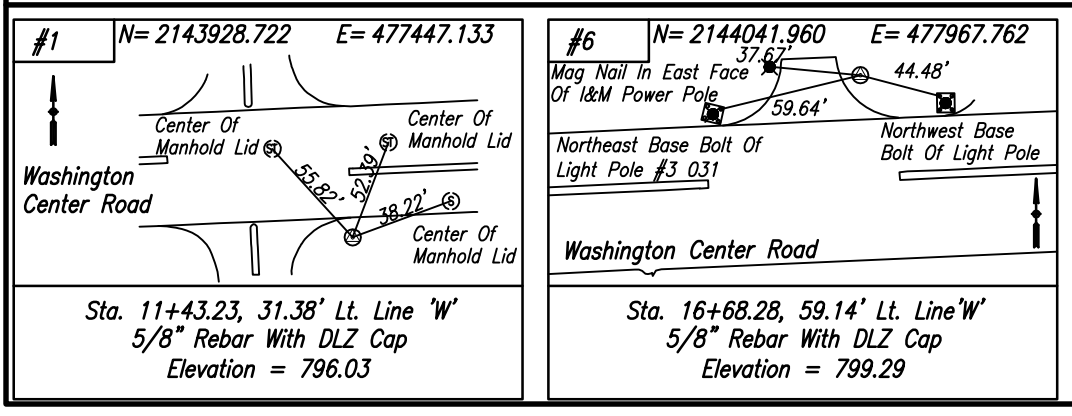 #1
N= 2143928.722 E= 477447.133
Center Of
Manhold Lid
ST
Center Of
Manhold Lid
ST
Washington
Center Road
55.82'
52.39'
38.22'
S
Center Of
Manhold Lid
Sta. 11+43.23, 31.38' Lt. Line 'W'
5/8" Rebar With DLZ Cap
Elevation = 796.03
#6
N= 2144041.960 E= 477967.762
37.67'
Mag Nail In East Face
Of I&M Power Pole
44.48'
59.64'
Northeast Base Bolt Of
Light Pole #3 031
Northwest Base
Bolt Of Light Pole
Washington Center Road
Sta. 16+68.28, 59.14' Lt. Line'W'
5/8" Rebar With DLZ Cap
Elevation = 799.29